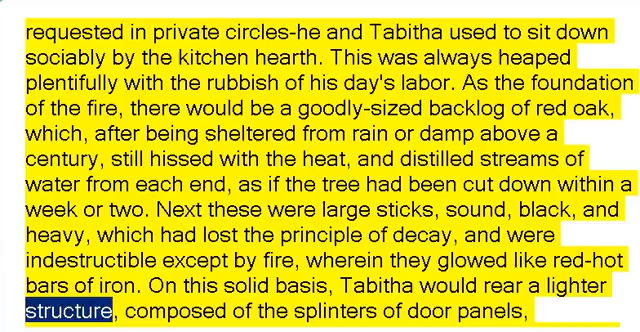 requested in private circles-he and Tabitha used to sit down
sociably by the kitchen hearth. This was always heaped
plentifully with the rubbish of his day's labor. As the foundation
of the fire, there would be a goodly-sized backlog of red oak,
which, after being sheltered from rain or damp above a
century, still hissed with the heat, and distilled streams of
water from each end, as if the tree had been cut down within a
week or two. Next these were large sticks, sound, black, and
heavy, which had lost the principle of decay, and were
indestructible except by fire, wherein they glowed like red-hot
bars of iron. On this solid basis, Tabitha would rear a lighter
structure, composed of the splinters of door panels,